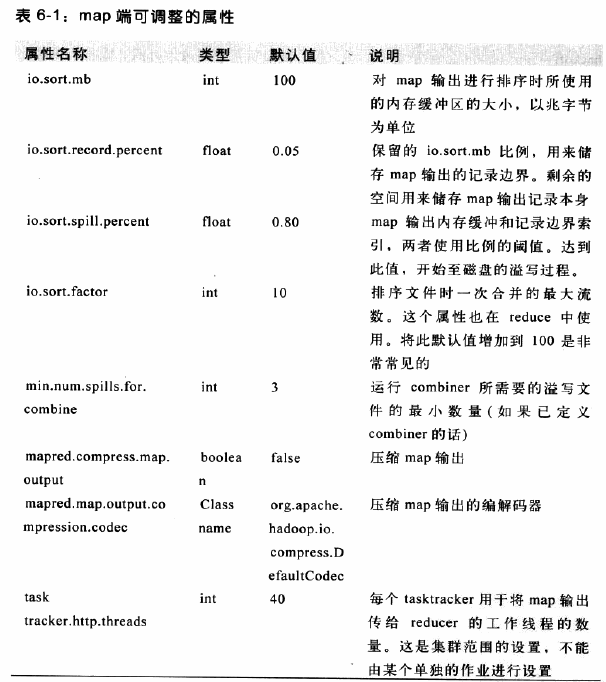 表 6-1：map 端可调整的属性
属性名称 类型 默认值 说明
io.sort.mb int 100 对 map 输出进行排序时所使
用的内存缓冲区的大小，以兆字节
为单位
io.sort.record.percent float 0.05 保留的 io.sort.mb 比例，用来储
存 map 输出的记录边界。剩余的
空间用来储存 map 输出记录本身
io.sort.spill.percent float 0.80 map 输出内存缓冲和记录边界索
引，两者使用比例的阈值。达到
此值，开始至磁盘的溢写过程。
io.sort.factor int 10 排序文件时一次合并的最大流
数。这个属性也在 reduce 中使
用。将此默认值增加到 100 是非
常常见的
min.num.spills.for. int 3 运行 combiner 所需要的溢写文
combine 件的最小数量(如果已定义
combiner 的话)
mapred.compress.map. boolea false 压缩 map 输出
output n
mapred.map.output.co Class org.apache. 压缩 map 输出的编解码器
mpression.codec name hadoop.io.
compress.D
efaultCodec
task int 40 每个 tasktracker 用于将 map 输出
tracker.http.threads 传给 reducer 的工作线程的数
量。这是集群范围的设置，不能
由某个单独的作业进行设置